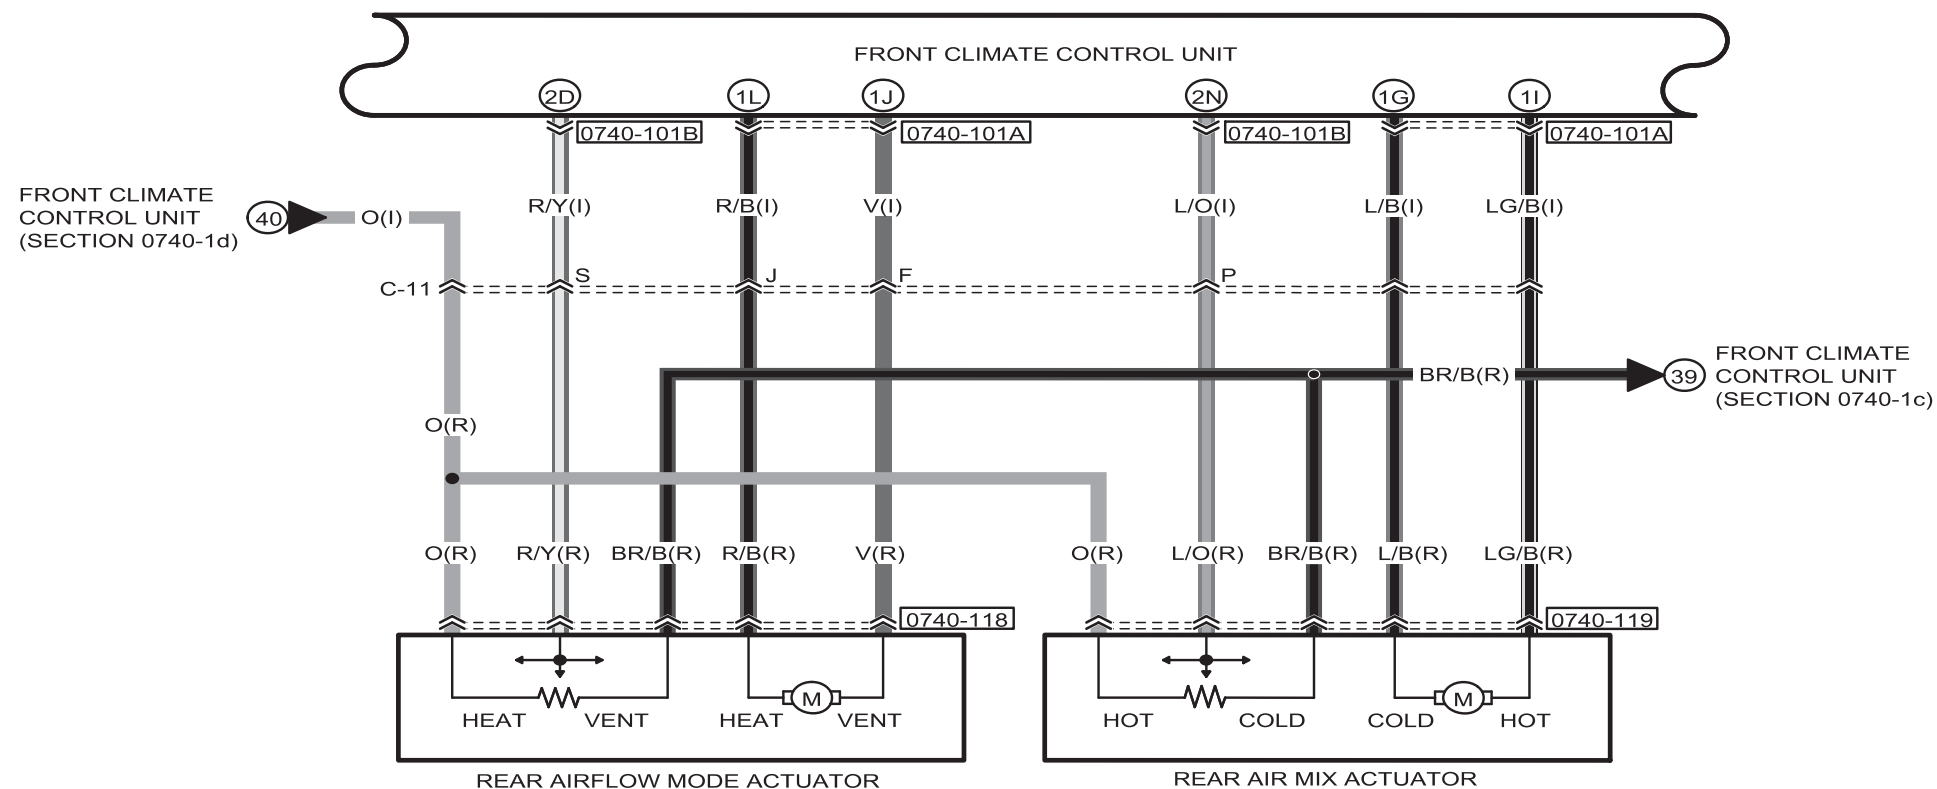 FRONT CLIMATE CONTROL UNIT
2D 1L 1J 2N 1G 1I
0740-101B 0740-101A 0740-101B 0740-101A
FRONT CLIMATE
CONTROL UNIT
(SECTION 0740-1d)
40
O(I)
R/Y(I) R/B(I) V(I) L/O(I) L/B(I) LG/B(I)
C-11 S J F P
BR/B(R)
39
FRONT CLIMATE
CONTROL UNIT
(SECTION 0740-1c)
O(R)
O(R) R/Y(R) BR/B(R) R/B(R) V(R) O(R) L/O(R) BR/B(R) L/B(R) LG/B(R)
0740-118 0740-119
M M
HEAT VENT HEAT VENT HOT COLD COLD HOT
REAR AIRFLOW MODE ACTUATOR REAR AIR MIX ACTUATOR